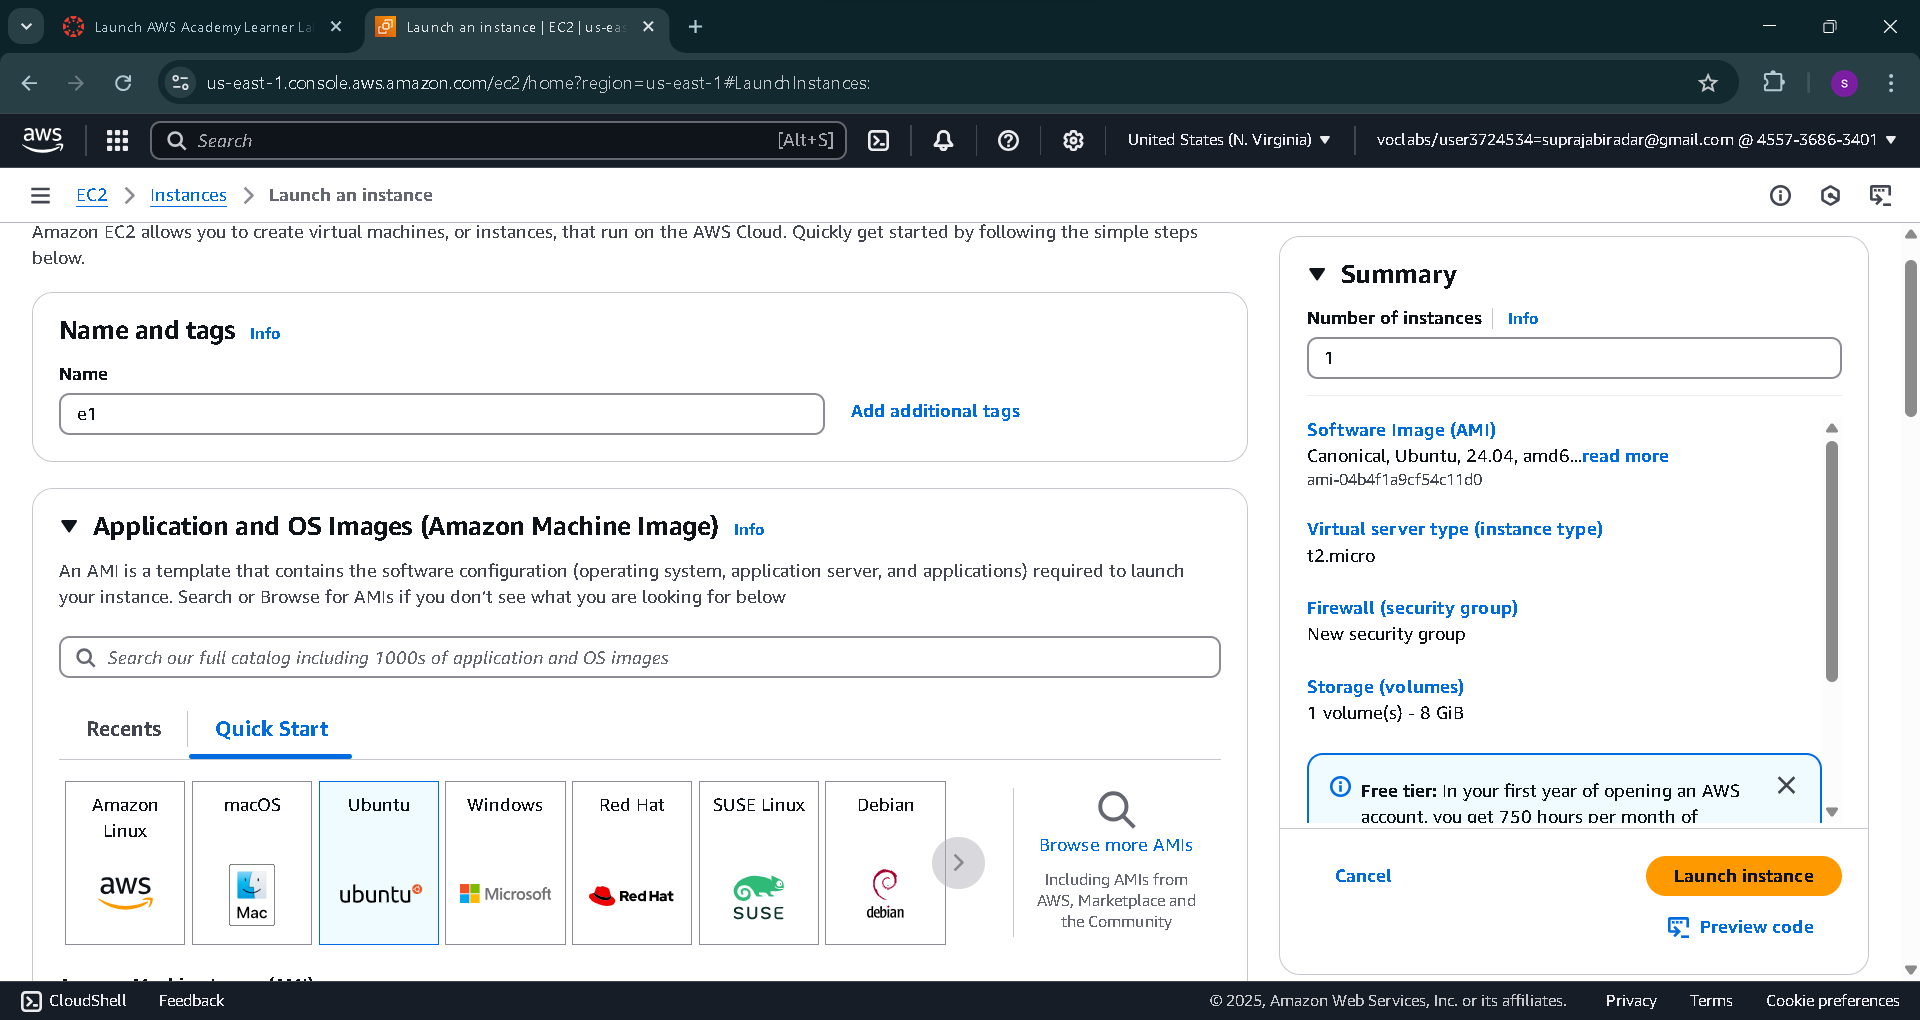 Launch AWS Academy Learner La
Launch an instance | EC2 | us-eas
us-east-1.console.aws.amazon.com/ec2/home?region=us-east-1#LaunchInstances:
S
aws
Search
[Alt+S]
United States (N. Virginia)
voclabs/user3724534=suprajabiradar@gmail.com @ 4557-3686-3401
EC2
Instances
Launch an instance
Amazon EC2 allows you to create virtual machines, or instances, that run on the AWS Cloud. Quickly get started by following the simple steps
below.
Name and tags
Info
Name
e1
Add additional tags
Application and OS Images (Amazon Machine Image)
Info
An AMI is a template that contains the software configuration (operating system, application server, and applications) required to launch
your instance. Search or Browse for AMIs if you don't see what you are looking for below
Search our full catalog including 1000s of application and OS images
Recents
Quick Start
Amazon
Linux
aws
macOS
Mac
Ubuntu
ubuntu
Windows
Microsoft
Red Hat
Red Hat
SUSE Linux
SUSE
Debian
debian
Browse more AMIs
Including AMIs from
AWS, Marketplace and
the Community
Summary
Number of instances
Info
1
Software Image (AMI)
Canonical, Ubuntu, 24.04, amd6...read more
ami-04b4f1a9cf54c11d0
Virtual server type (instance type)
t2.micro
Firewall (security group)
New security group
Storage (volumes)
1 volume(s) - 8 GiB
Free tier: In your first year of opening an AWS
account, you get 750 hours per month of
Cancel
Launch instance
Preview code
CloudShell
Feedback
© 2025, Amazon Web Services, Inc. or its affiliates.
Privacy
Terms
Cookie preferences